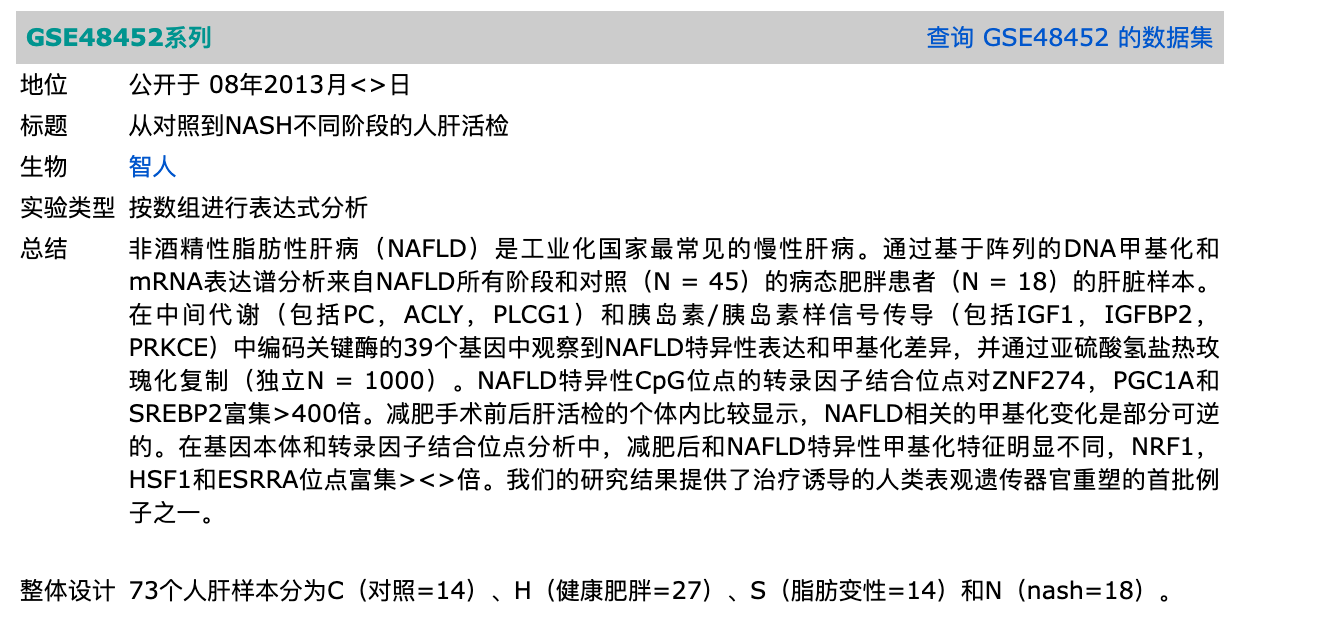 GSE48452系列 查询 GSE48452 的数据集
地位 公开于 08年2013月<>日
标题 从对照到NASH不同阶段的人肝活检
生物 智人
实验类型 按数组进行表达式分析
总结 非酒精性脂肪性肝病（NAFLD）是工业化国家最常见的慢性肝病。通过基于阵列的DNA甲基化和
mRNA表达谱分析来自NAFLD所有阶段和对照（N = 45）的病态肥胖患者（N = 18）的肝脏样本。
在中间代谢（包括PC，ACLY，PLCG1）和胰岛素/胰岛素样信号传导（包括IGF1，IGFBP2，
PRKCE）中编码关键酶的39个基因中观察到NAFLD特异性表达和甲基化差异，并通过亚硫酸氢盐热玫
瑰化复制（独立N = 1000）。NAFLD特异性CpG位点的转录因子结合位点对ZNF274，PGC1A和
SREBP2富集>400倍。减肥手术前后肝活检的个体内比较显示，NAFLD相关的甲基化变化是部分可逆
的。在基因本体和转录因子结合位点分析中，减肥后和NAFLD特异性甲基化特征明显不同，NRF1，
HSF1和ESRRA位点富集><>倍。我们的研究结果提供了治疗诱导的人类表观遗传器官重塑的首批例
子之一。
整体设计 73个人肝样本分为C（对照=14）、H（健康肥胖=27）、S（脂肪变性=14）和N（nash=18）。